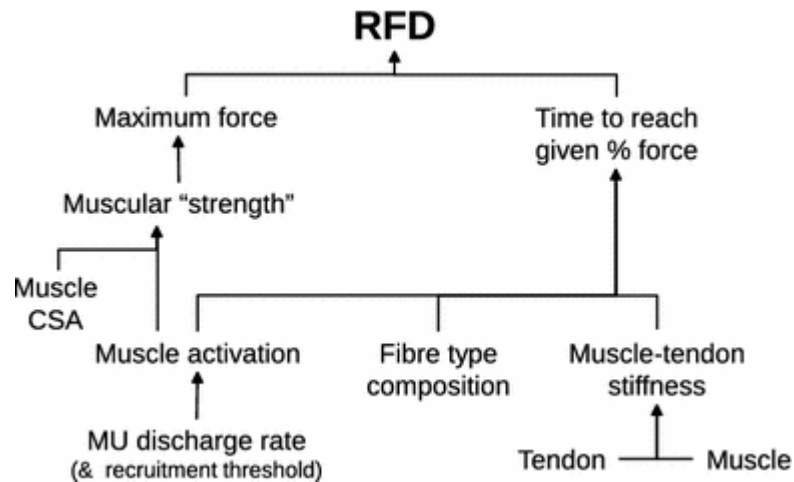 RFD
Maximum force
Time to reach
given % force
Muscular “strength”
Muscle
CSA
Muscle activation
Fibre type
composition
Muscle-tendon
stiffness
MU discharge rate
(& recruitment threshold)
Tendon
Muscle